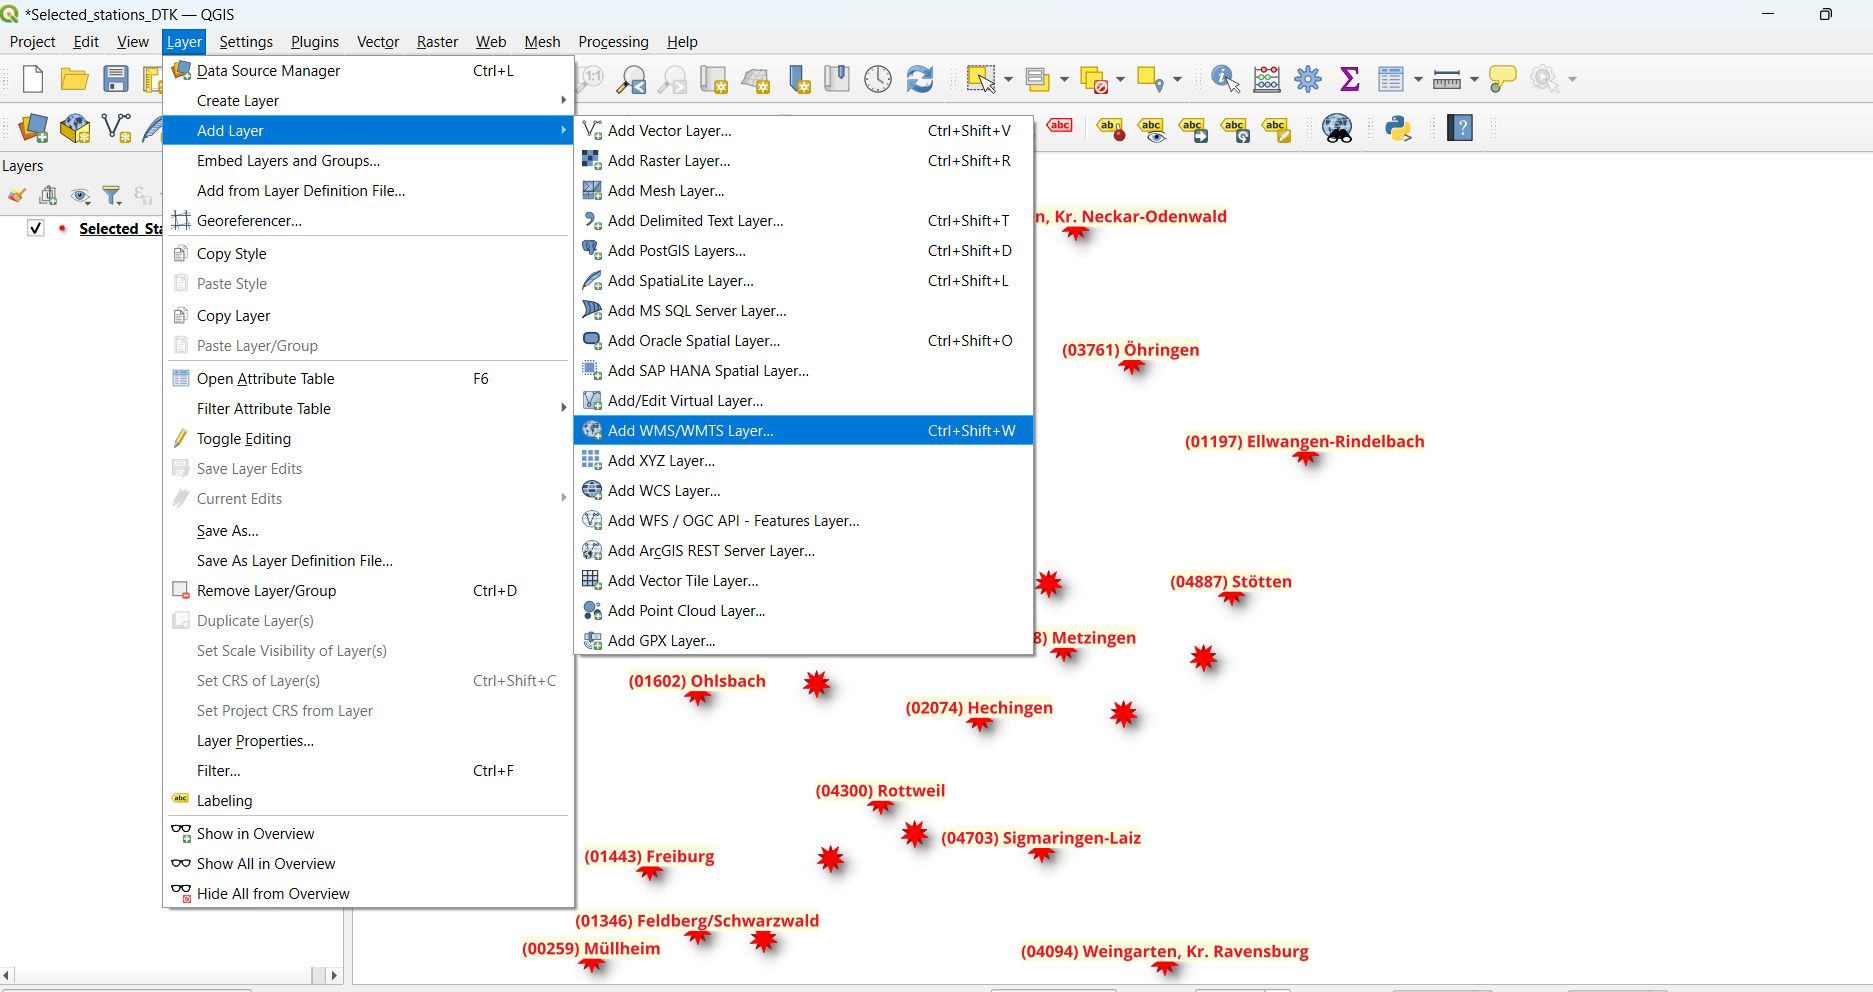 *Selected_stations_DTK — QGIS
Project Edit View Layer Settings Plugins Vector Raster Web Mesh Processing Help
Data Source Manager Ctrl+L
Create Layer
Add Layer
Embed Layers and Groups...
Add from Layer Definition File...
Georeferencer...
Copy Style
Paste Style
Copy Layer
Paste Layer/Group
Open Attribute Table F6
Filter Attribute Table
Toggle Editing
Save Layer Edits
Current Edits
Save As...
Save As Layer Definition File...
Remove Layer/Group Ctrl+D
Duplicate Layer(s)
Set Scale Visibility of Layer(s)
Set CRS of Layer(s) Ctrl+Shift+C
Set Project CRS from Layer
Layer Properties...
Filter... Ctrl+F
abc Labeling
Show in Overview
Show All in Overview
Hide All from Overview
Add Vector Layer... Ctrl+Shift+V
Add Raster Layer... Ctrl+Shift+R
Add Mesh Layer...
Add Delimited Text Layer... Ctrl+Shift+T
Add PostGIS Layers... Ctrl+Shift+D
Add SpatiaLite Layer... Ctrl+Shift+L
Add MS SQL Server Layer...
Add Oracle Spatial Layer... Ctrl+Shift+O
Add SAP HANA Spatial Layer...
Add/Edit Virtual Layer...
Add WMS/WMTS Layer... Ctrl+Shift+W
Add XYZ Layer...
Add WCS Layer...
Add WFS / OGC API - Features Layer...
Add ArcGIS REST Server Layer...
Add Vector Tile Layer...
Add Point Cloud Layer...
Add GPX Layer...
1:1
abc abc abc abc abc abc
Layers
Selected Sta
n, Kr. Neckar-Odenwald
(03761) Öhringen
(01197) Ellwangen-Rindelbach
(04887) Stötten
8) Metzingen
(01602) Ohlsbach
(02074) Hechingen
(04300) Rottweil
(04703) Sigmaringen-Laiz
(01443) Freiburg
(01346) Feldberg/Schwarzwald
(00259) Müllheim
(04094) Weingarten, Kr. Ravensburg